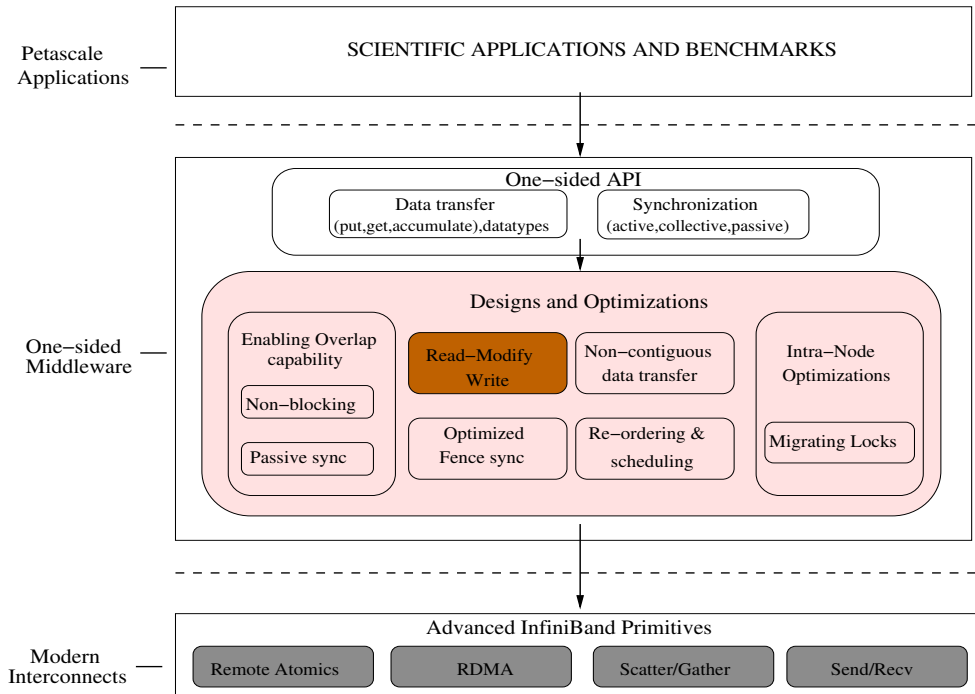 Petascale
Applications
SCIENTIFIC APPLICATIONS AND BENCHMARKS
One−sided
Middleware
One−sided API
Data transfer
(put,get,accumulate),datatypes
Synchronization
(active,collective,passive)
Designs and Optimizations
Enabling Overlap
capability
Non−blocking
Passive sync
Read−Modify
Write
Non−contiguous
data transfer
Optimized
Fence sync
Re−ordering &
scheduling
Intra−Node
Optimizations
Migrating Locks
Modern
Interconnects
Advanced InfiniBand Primitives
Remote Atomics
RDMA
Scatter/Gather
Send/Recv